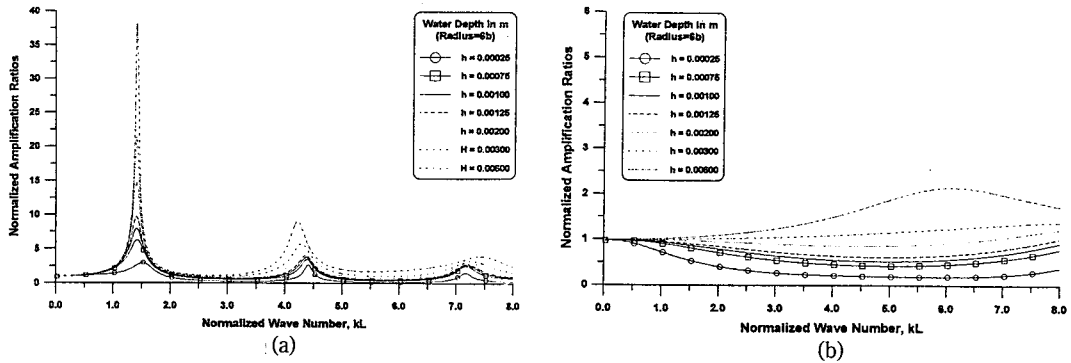 Water Depth in m
(Radius=6b)
h = 0.00025
h = 0.00075
h = 0.00100
h = 0.00125
h = 0.00200
H = 0.00300
H = 0.00600
Normalized Amplification Ratios
40
35
30
25
20
15
10
5
0
0.0 1.0 2.0 3.0 4.0 5.0 6.0 7.0 8.0
Normalized Wave Number, kL
(a)
Water Depth in m
(Radius=6b)
h = 0.00025
h = 0.00075
h = 0.00100
h = 0.00125
h = 0.00200
h = 0.00300
h = 0.00600
Normalized Amplification Ratios
6
5
4
3
2
1
0
0.0 1.0 2.0 3.0 4.0 5.0 6.0 7.0 8.0
Normalized Wave Number, kL
(b)